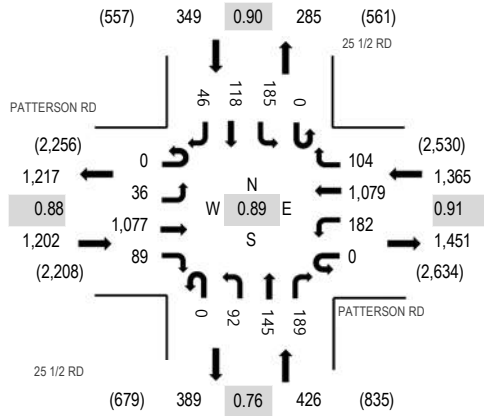 (557) 349 0.90 285 (561)
25 1/2 RD
PATTERSON RD
46 118 185 0
(2,256)
(2,530)
0
104
1,217
1,365
36
N
1,079
0.88
W 0.89 E
0.91
1,077
182
1,202
S
1,451
89
0
(2,208)
(2,634)
0 92 145 189
PATTERSON RD
25 1/2 RD
(679) 389 0.76 426 (835)